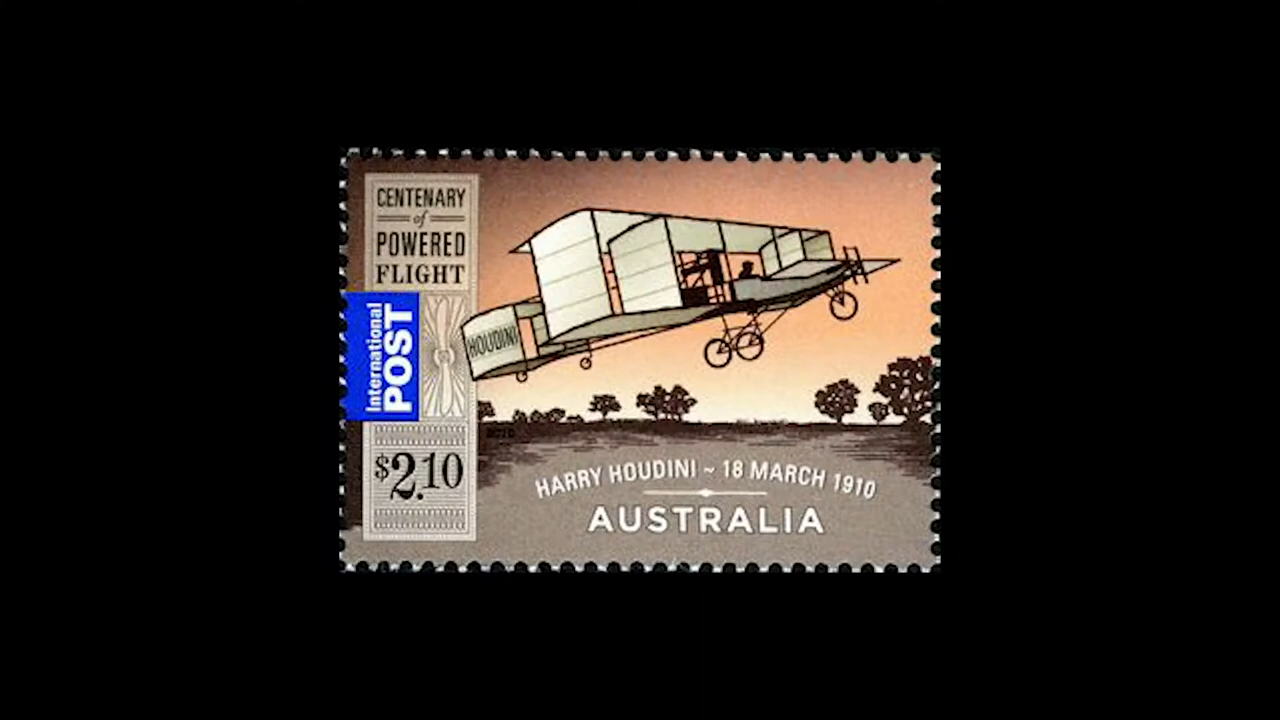 CENTENARY
of
POWERED
FLIGHT
International
POST
$2.10
HOUDINI
HARRY HOUDINI ~ 18 MARCH 1910
AUSTRALIA